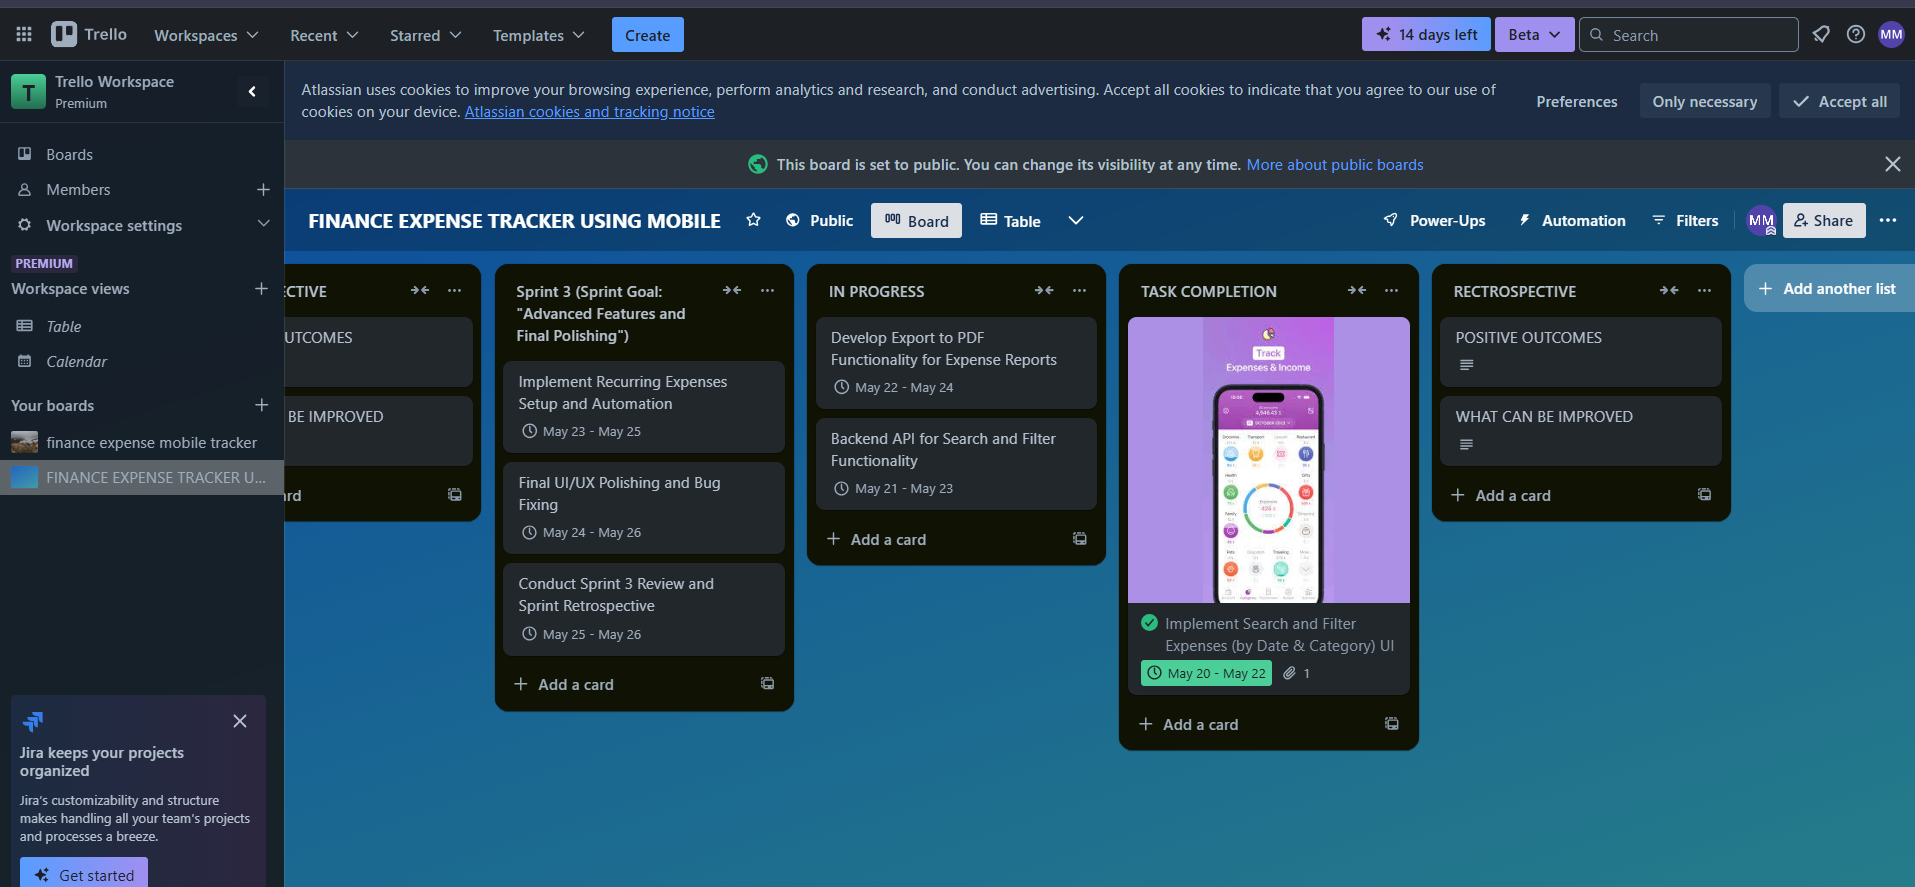 Trello
Workspaces
Recent
Starred
Templates
Create
14 days left
Beta
Search
MM
T
Trello Workspace
Premium
Boards
Members
Workspace settings
PREMIUM
Workspace views
Table
Calendar
Your boards
finance expense mobile tracker
FINANCE EXPENSE TRACKER U...
Jira keeps your projects
organized
Jira's customizability and structure
makes handling all your team's projects
and processes a breeze.
Get started
Atlassian uses cookies to improve your browsing experience, perform analytics and research, and conduct advertising. Accept all cookies to indicate that you agree to our use of
cookies on your device. Atlassian cookies and tracking notice
Preferences
Only necessary
Accept all
This board is set to public. You can change its visibility at any time. More about public boards
FINANCE EXPENSE TRACKER USING MOBILE
Public
Board
Table
Power-Ups
Automation
Filters
MM
Share
CTIVE
UTCOMES
BE IMPROVED
rd
Sprint 3 (Sprint Goal:
"Advanced Features and
Final Polishing")
Implement Recurring Expenses
Setup and Automation
May 23 - May 25
Final UI/UX Polishing and Bug
Fixing
May 24 - May 26
Conduct Sprint 3 Review and
Sprint Retrospective
May 25 - May 26
Add a card
IN PROGRESS
Develop Export to PDF
Functionality for Expense Reports
May 22 - May 24
Backend API for Search and Filter
Functionality
May 21 - May 23
Add a card
TASK COMPLETION
Track
Expenses & Income
Implement Search and Filter
Expenses (by Date & Category) UI
May 20 - May 22
1
Add a card
RECTROSPECTIVE
POSITIVE OUTCOMES
WHAT CAN BE IMPROVED
Add a card
Add another list